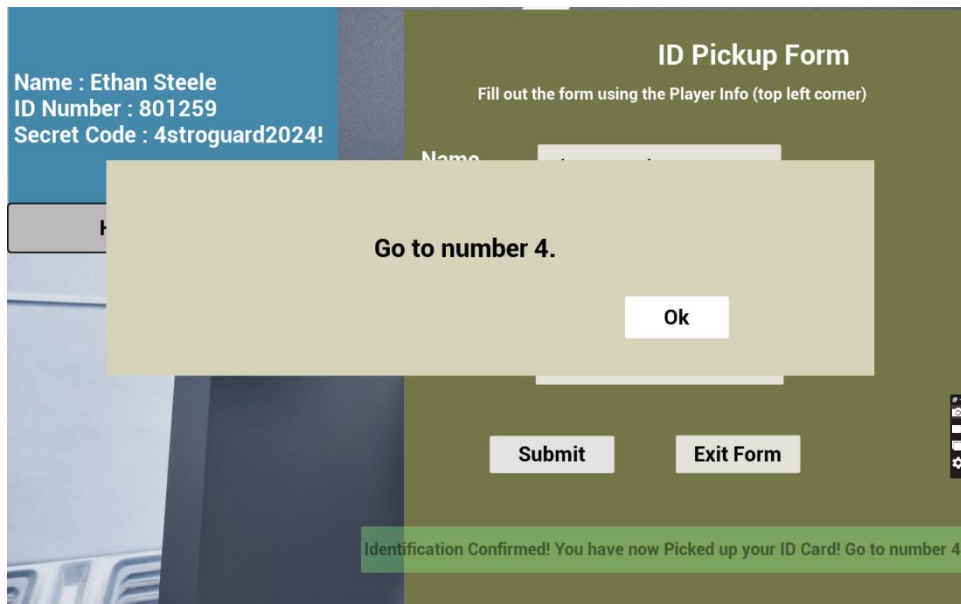 Name : Ethan Steele
ID Number : 801259
Secret Code : 4stroguard2024!
ID Pickup Form
Fill out the form using the Player Info (top left corner)
Name
Go to number 4.
Ok
Submit
Exit Form
Identification Confirmed! You have now Picked up your ID Card! Go to number 4